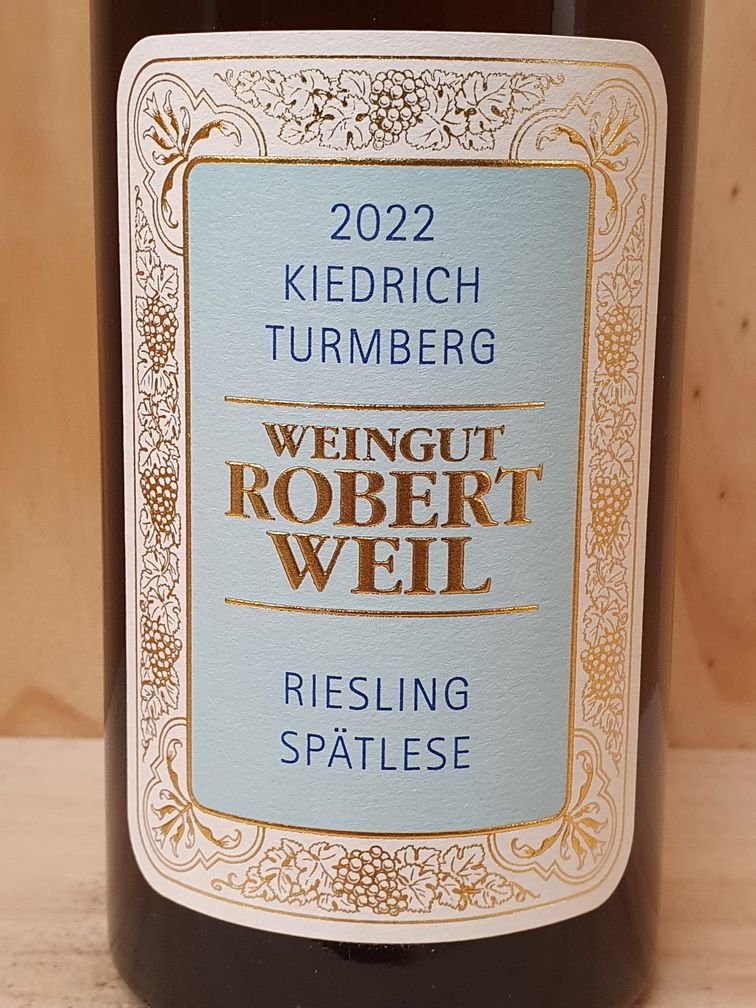 2022
KIEDRICH
TURMBERG
WEINGUT
ROBERT
WEIL
RIESLING
SPÄTLESE